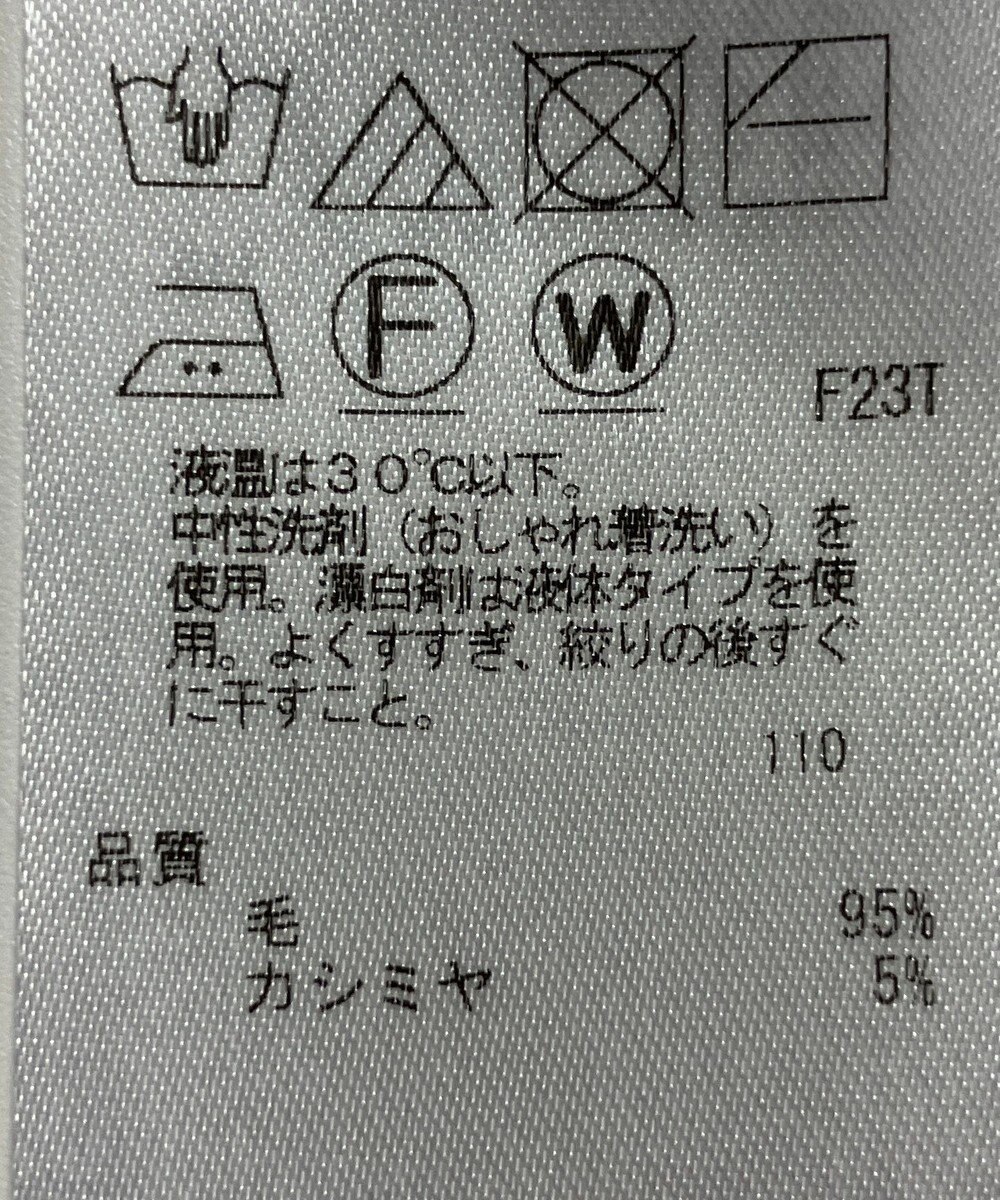 F
W
F23T
液温は30℃以下。
中性洗剤（おしゃれ着洗い）を
使用。漂白剤は液体タイプを使
用。よくすすぎ、絞りの後すぐ
に干すこと。
110
品質
毛 95%
カシミヤ 5%